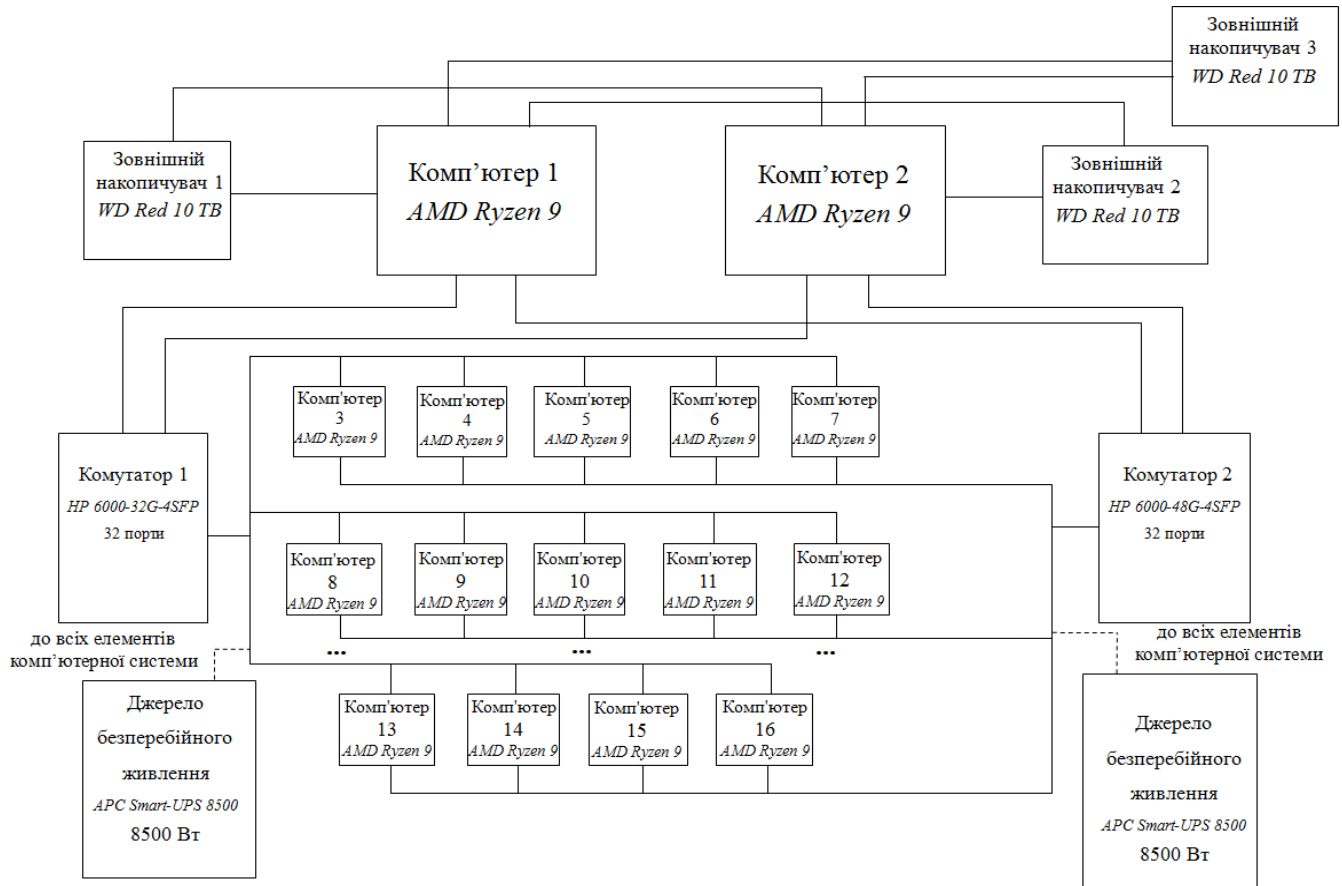 Зовнішній
накопичувач 3
WD Red 10 TB
Зовнішній
накопичувач 1
WD Red 10 TB
Комп’ютер 1
AMD Ryzen 9
Комп’ютер 2
AMD Ryzen 9
Зовнішній
накопичувач 2
WD Red 10 TB
Комп'ютер
3
AMD Ryzen 9
Комп'ютер
4
AMD Ryzen 9
Комп'ютер
5
AMD Ryzen 9
Комп'ютер
6
AMD Ryzen 9
Комп'ютер
7
AMD Ryzen 9
Комутатор 1
HP 6000-32G-4SFP
32 порти
Комутатор 2
HP 6000-48G-4SFP
32 порти
Комп'ютер
8
AMD Ryzen 9
Комп'ютер
9
AMD Ryzen 9
Комп'ютер
10
AMD Ryzen 9
Комп'ютер
11
AMD Ryzen 9
Комп'ютер
12
AMD Ryzen 9
до всіх елементів
комп’ютерної системи
... ... ...
до всіх елементів
комп’ютерної системи
Комп'ютер
13
AMD Ryzen 9
Комп'ютер
14
AMD Ryzen 9
Комп'ютер
15
AMD Ryzen 9
Комп'ютер
16
AMD Ryzen 9
Джерело
безперебійного
живлення
APC Smart-UPS 8500
8500 Вт
Джерело
безперебійного
живлення
APC Smart-UPS 8500
8500 Вт